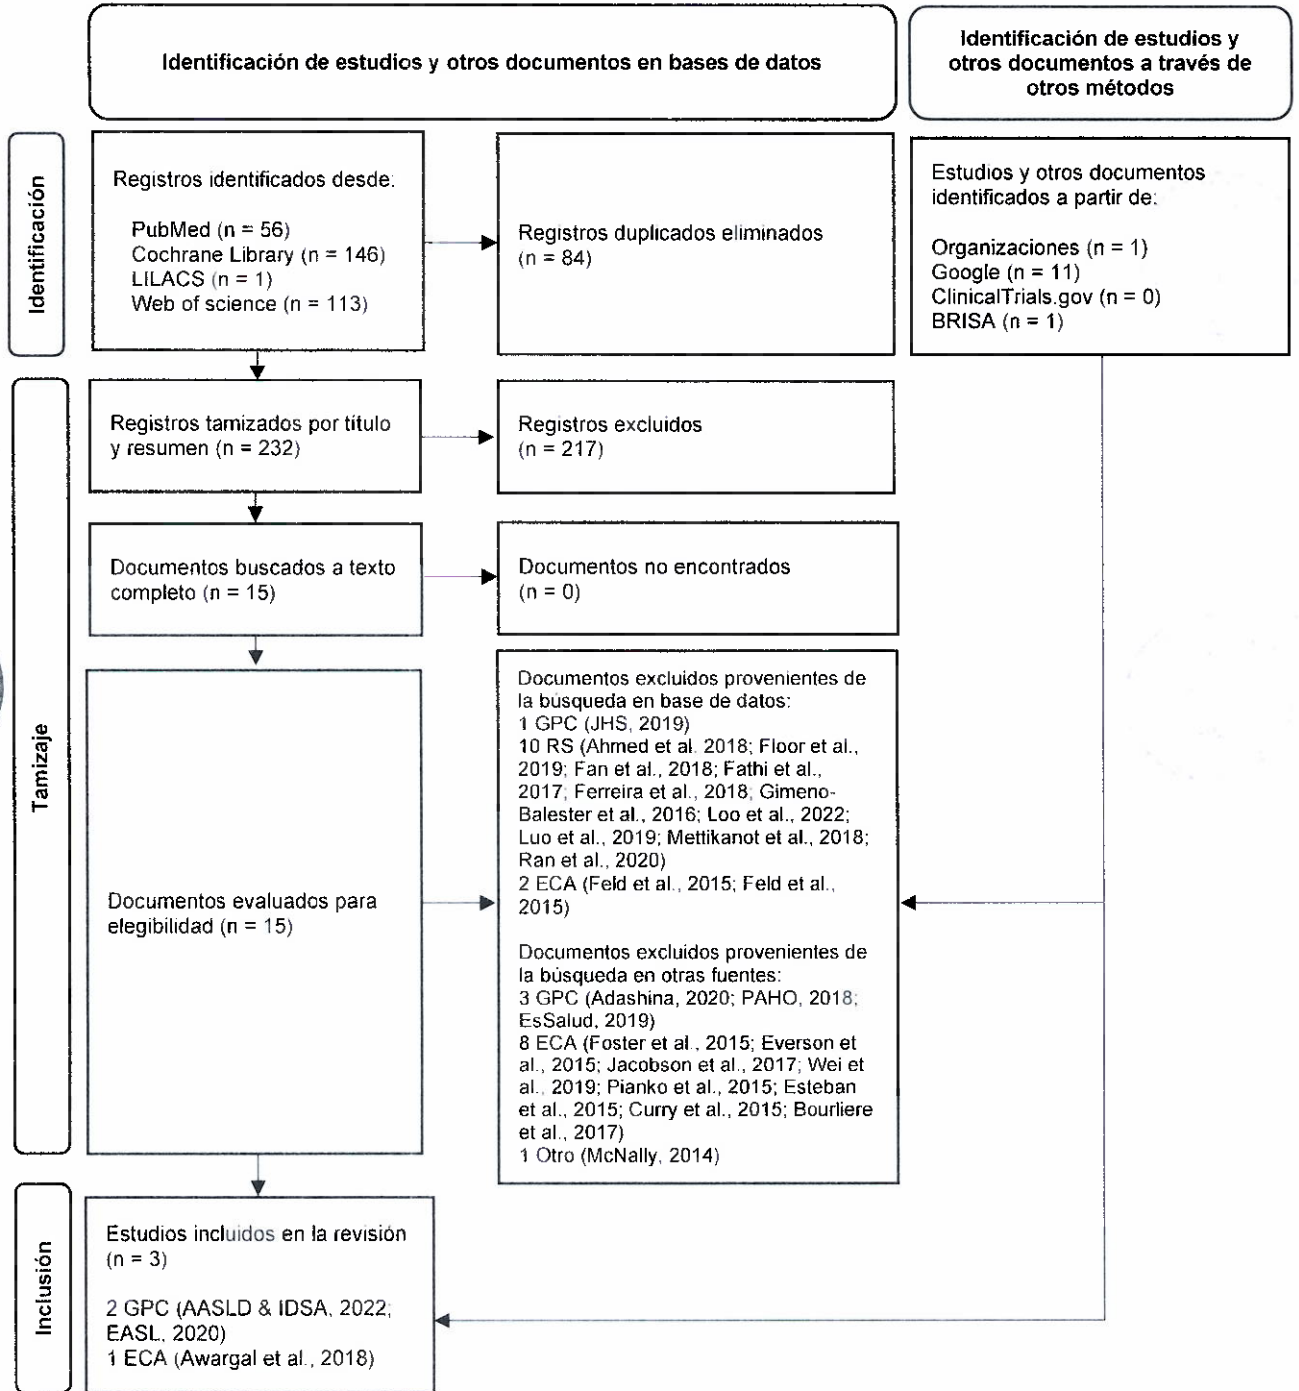 Identificación de estudios y otros documentos en bases de datos
Identificación de estudios y
otros documentos a través de
otros métodos
Identificación
Registros identificados desde:
PubMed (n = 56)
Cochrane Library (n = 146)
LILACS (n = 1)
Web of science (n = 113)
Registros duplicados eliminados
(n = 84)
Estudios y otros documentos
identificados a partir de:
Organizaciones (n = 1)
Google (n = 11)
ClinicalTrials.gov (n = 0)
BRISA (n = 1)
Tamizaje
Registros tamizados por título
y resumen (n = 232)
Registros excluidos
(n = 217)
Documentos buscados a texto
completo (n = 15)
Documentos no encontrados
(n = 0)
Documentos evaluados para
elegibilidad (n = 15)
Documentos excluidos provenientes de
la búsqueda en base de datos:
1 GPC (JHS, 2019)
10 RS (Ahmed et al. 2018; Floor et al.,
2019; Fan et al., 2018; Fathi et al.,
2017; Ferreira et al., 2018; Gimeno-
Balester et al., 2016; Loo et al., 2022;
Luo et al., 2019; Mettikanot et al., 2018;
Ran et al., 2020)
2 ECA (Feld et al., 2015; Feld et al.,
2015)
Documentos excluidos provenientes de
la búsqueda en otras fuentes:
3 GPC (Adashina, 2020; PAHO, 2018;
EsSalud, 2019)
8 ECA (Foster et al., 2015; Everson et
al., 2015; Jacobson et al., 2017; Wei et
al., 2019; Pianko et al., 2015; Esteban
et al., 2015; Curry et al., 2015; Bourliere
et al., 2017)
1 Otro (McNally, 2014)
Inclusión
Estudios incluidos en la revisión
(n = 3)
2 GPC (AASLD & IDSA, 2022;
EASL, 2020)
1 ECA (Awargal et al., 2018)